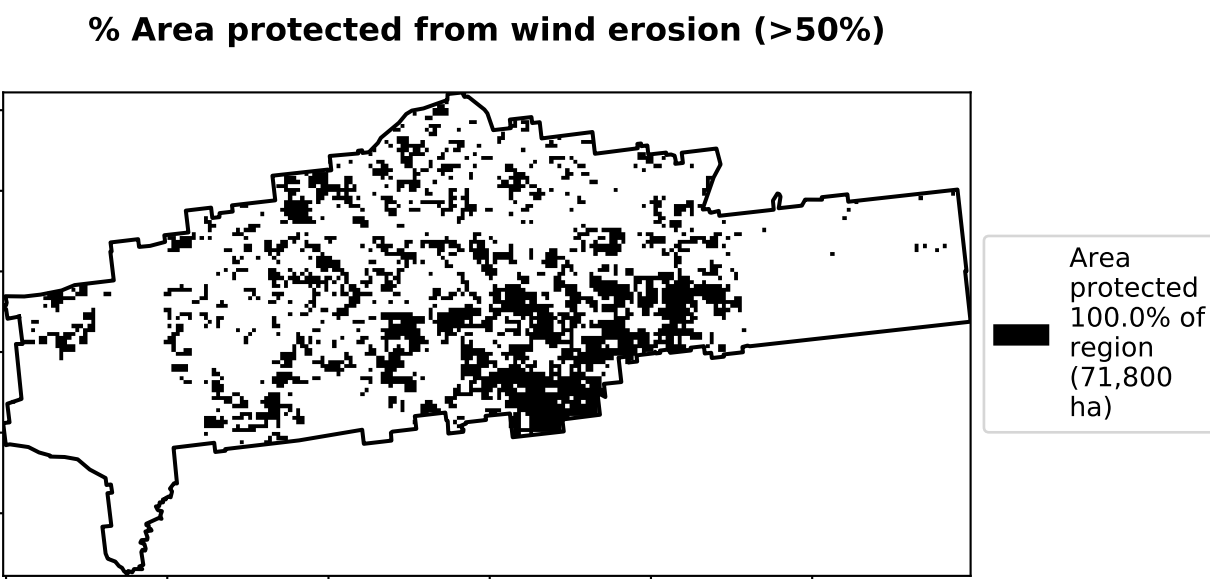 % Area protected from wind erosion (>50%)
Area
protected
100.0% of
region
(71,800
ha)